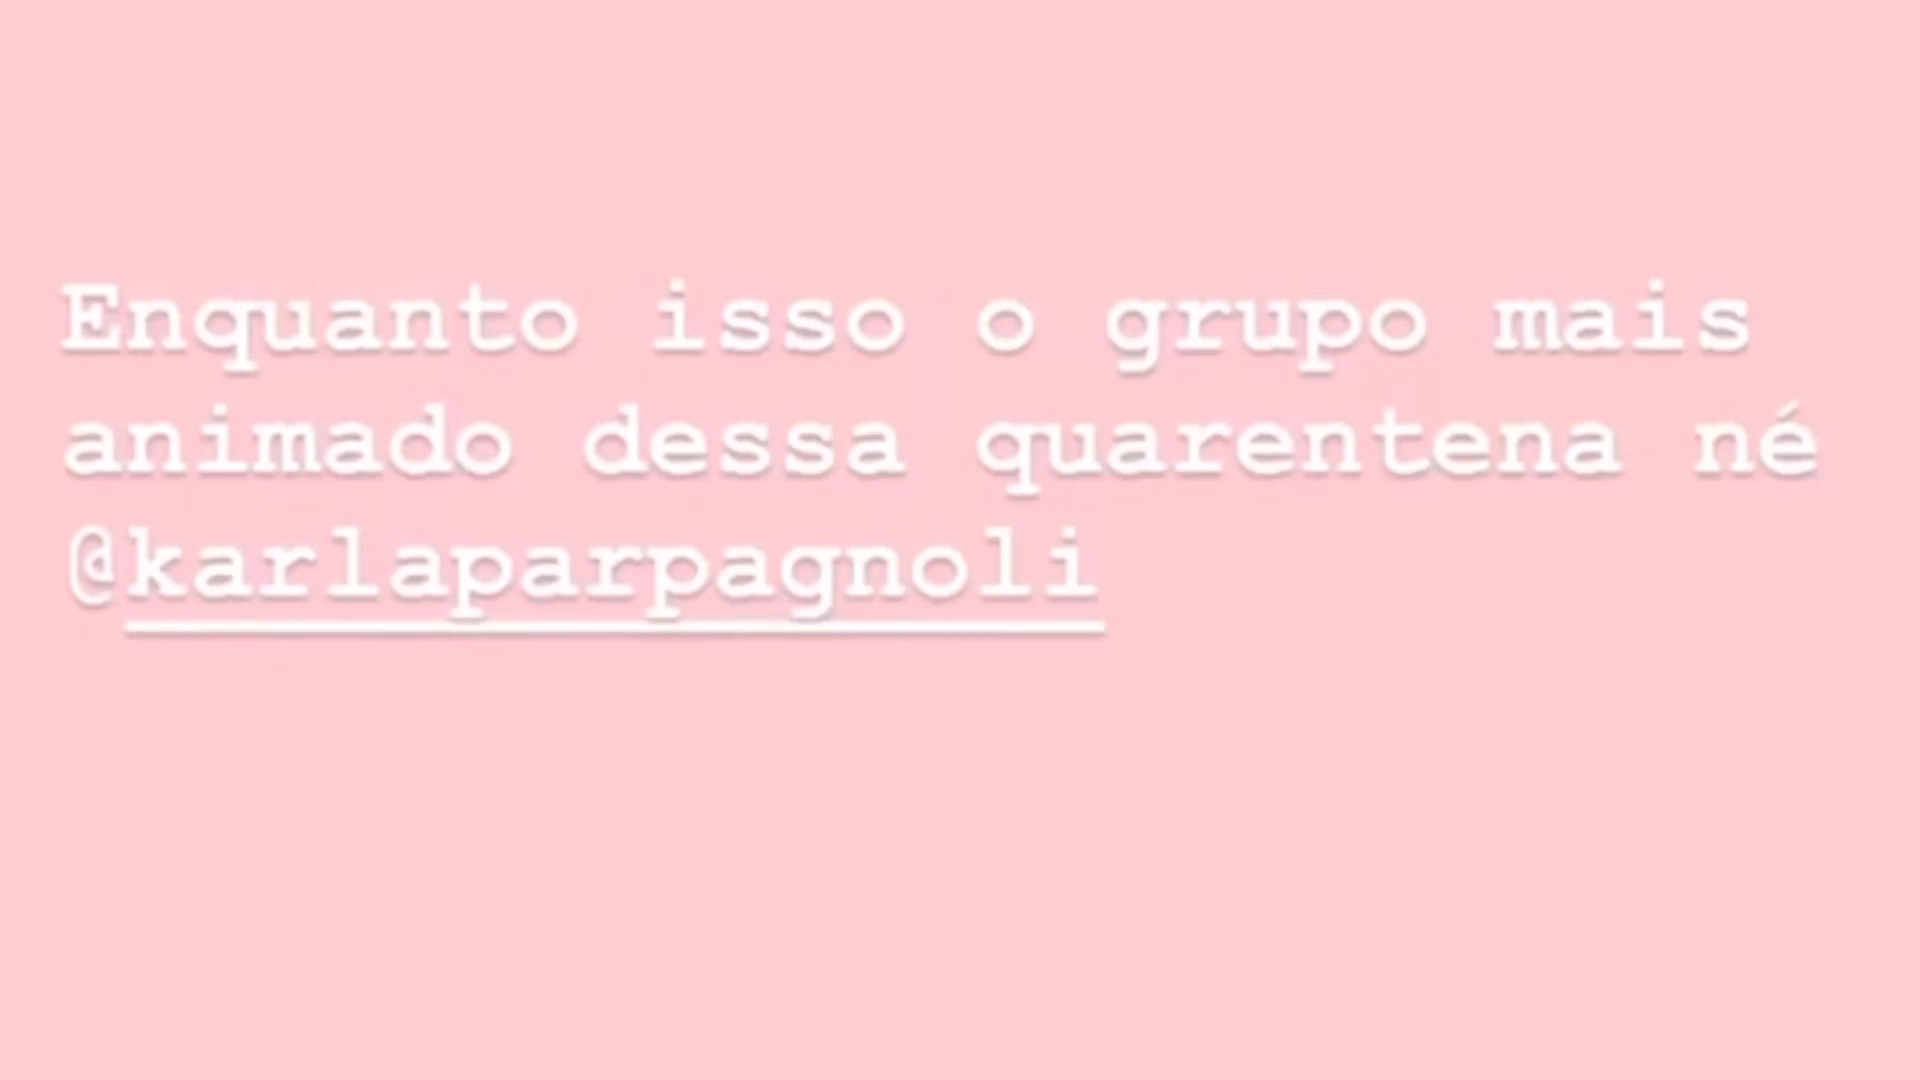 Enquanto isso o grupo mais
animado dessa quarentena né
@karlaparpagnoli